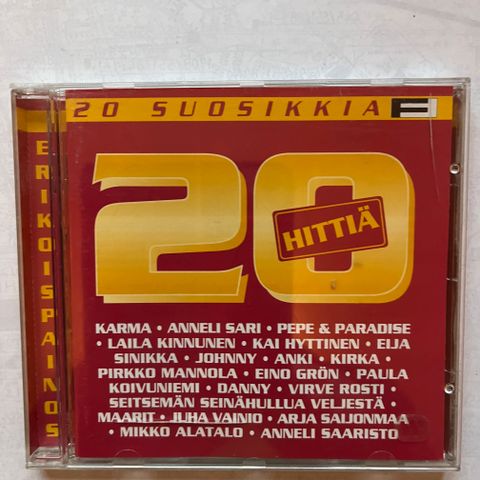 20 SUOSIKKIA
ERIKOISPAINOS
20
HITTIÄ
KARMA • ANNELI SARI • PEPE & PARADISE
• LAILA KINNUNEN • KAI HYTTINEN • EIJA
SINIKKA • JOHNNY • ANKI • KIRKA •
PIRKKO MANNOLA • EINO GRÖN • PAULA
KOIVUNIEMI • DANNY • VIRVE ROSTI •
SEITSEMÄN SEINÄHULLUA VELJESTÄ •
MAARIT • JUHA VAINIO • ARJA SAIJONMAA
• MIKKO ALATALO • ANNELI SAARISTO